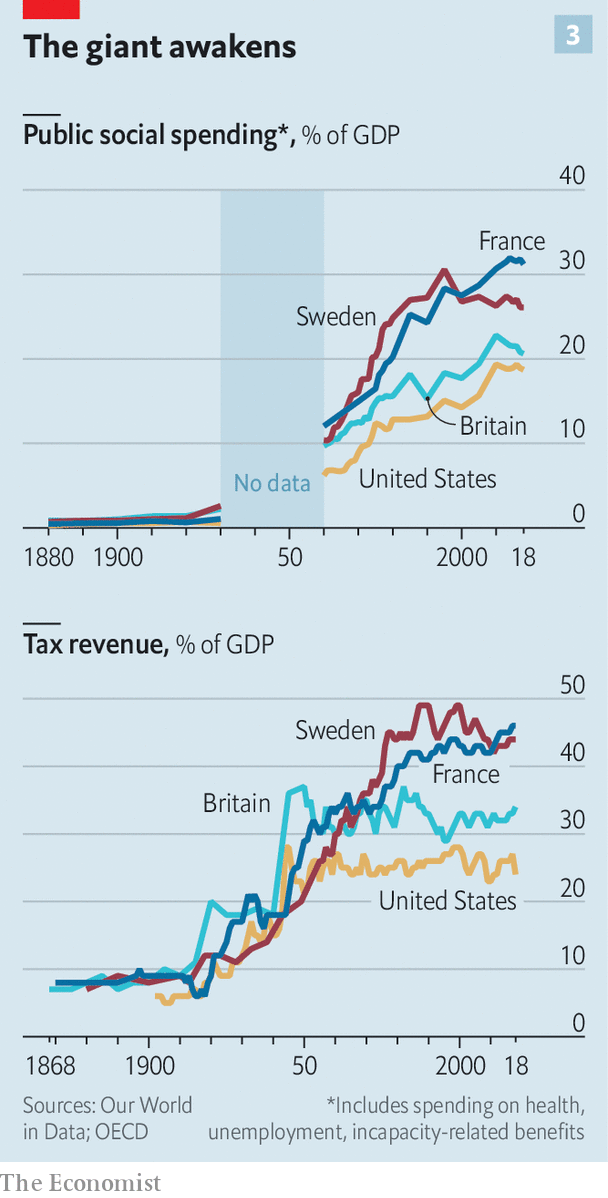 The giant awakens
3
Public social spending*, % of GDP
40
France
30
Sweden
20
Britain
10
No data
United States
0
1880 1900 50 2000 18
Tax revenue, % of GDP
50
Sweden
40
France
Britain
30
United States
20
10
0
1868 1900 50 2000 18
Sources: Our World
in Data; OECD
*Includes spending on health,
unemployment, incapacity-related benefits
The Economist